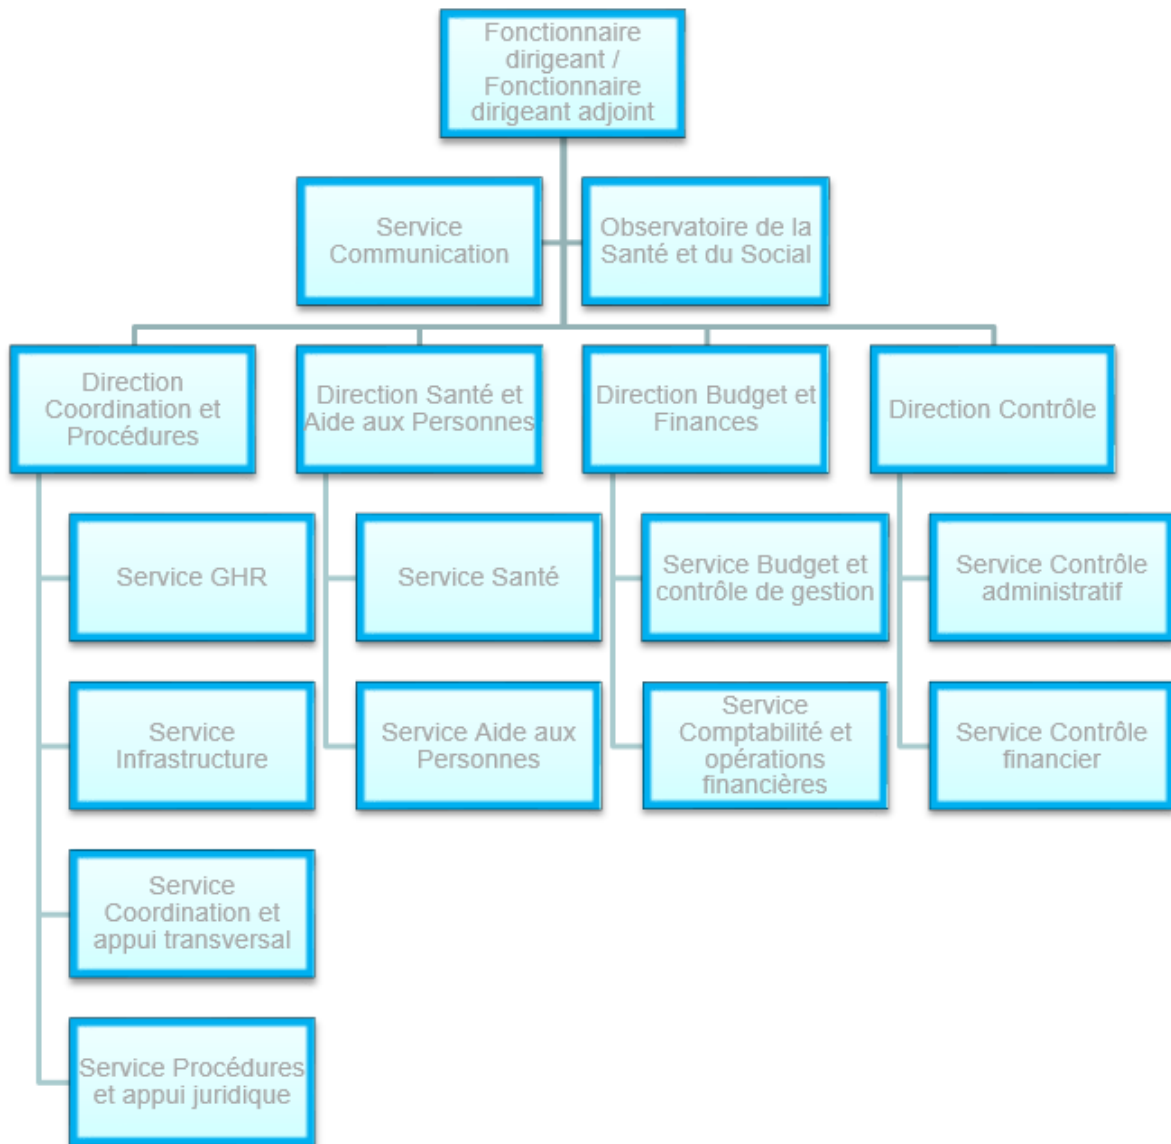 Fonctionnaire
dirigeant /
Fonctionnaire
dirigeant adjoint
Service
Communication
Observatoire de la
Santé et du Social
Direction
Coordination et
Procédures
Direction Santé et
Aide aux Personnes
Direction Budget et
Finances
Direction Contrôle
Service GHR
Service Santé
Service Budget et
contrôle de gestion
Service Contrôle
administratif
Service
Infrastructure
Service Aide aux
Personnes
Service
Comptabilité et
opérations
financières
Service Contrôle
financier
Service
Coordination et
appui transversal
Service Procédures
et appui juridique